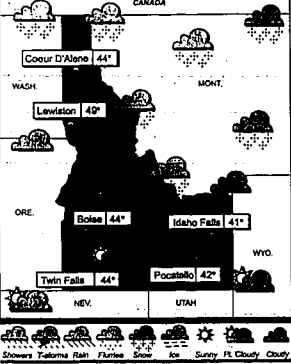 CANADA
Coeur D'Alene 44°
WASH.
MONT.
Lewiston 49°
ORE.
Boise 44°
Idaho Falls 41°
WYO.
Twin Falls 44°
Pocatello 42°
NEV.
UTAH
Showers T-storms Rain Flurries Snow Ice Sunny Pt. Cloudy Cloudy